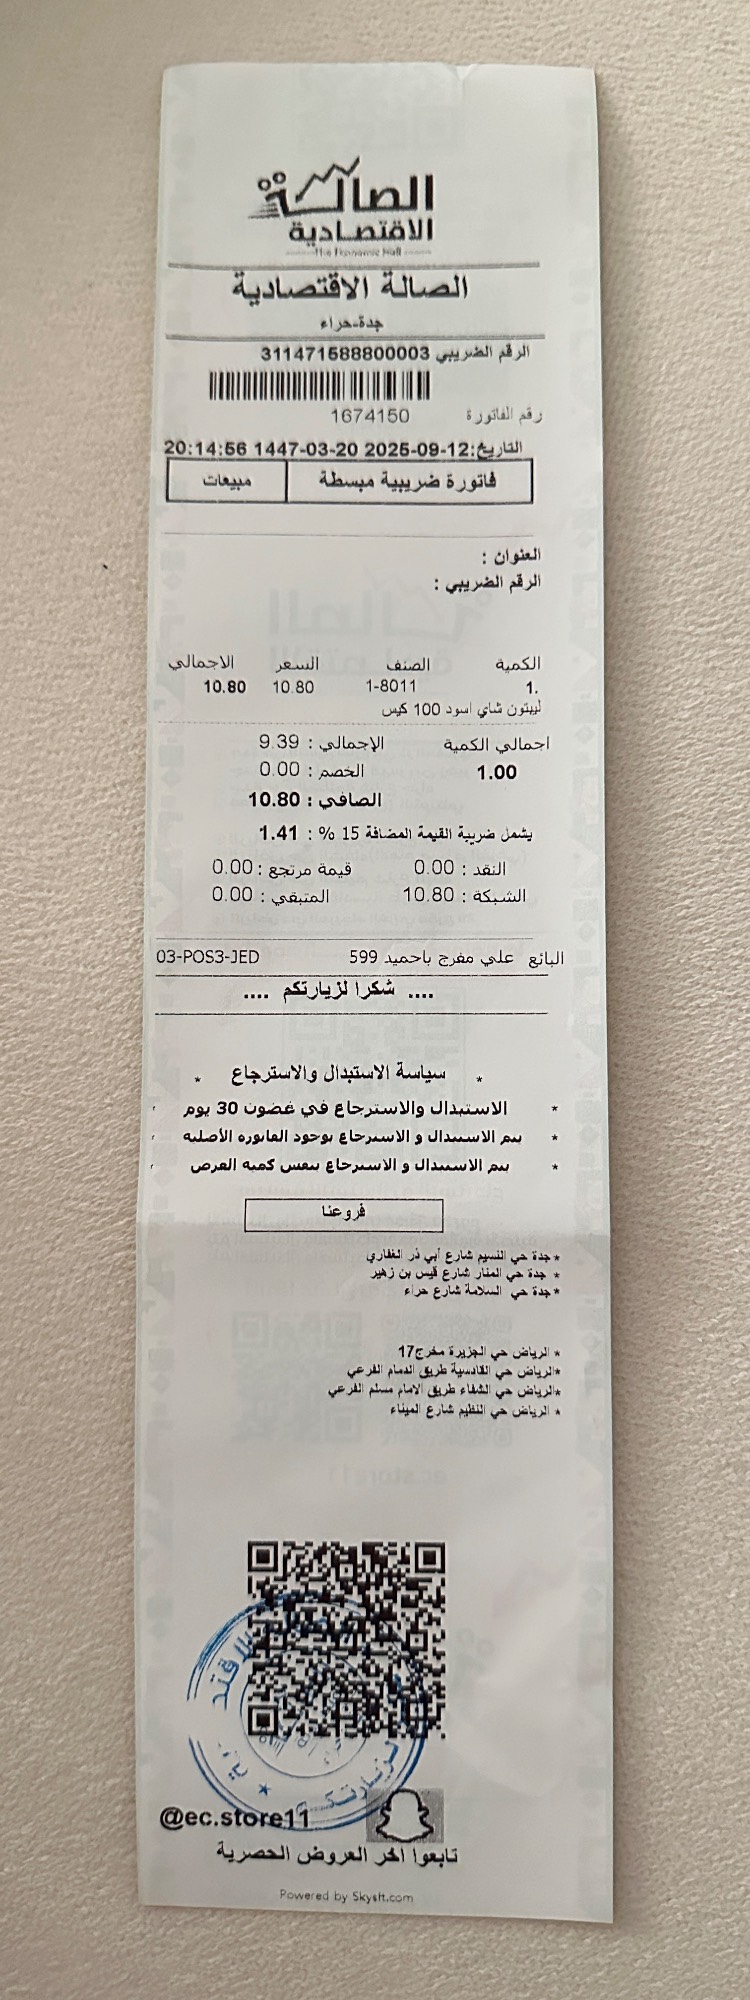 الصالة
الاقتصادية
The Economic Hall
الصالة الاقتصادية
جدة-حراء
الرقم الضريبي 311471588800003
رقم الفاتورة 1674150
التاريخ:12-09-2025 20-03-1447 20:14:56
فاتورة ضريبية مبسطة مبيعات
العنوان :
الرقم الضريبي :
الكمية الصنف السعر الاجمالي
1. 1-8011 10.80 10.80
ليبتون شاي اسود 100 كيس
اجمالي الكمية الإجمالي : 9.39
1.00 الخصم : 0.00
الصافي : 10.80
يشمل ضريبة القيمة المضافة 15 % : 1.41
النقد : 0.00 قيمة مرتجع : 0.00
الشبكة : 10.80 المتبقي : 0.00
البائع علي مفرج باحميد 599 03-POS3-JED
.... شكرا لزيارتكم ....
* سياسة الاستبدال والاسترجاع *
* الاستبدال والاسترجاع في غضون 30 يوم
* يتم الاستبدال و الاسترجاع بوجود الفاتورة الأصلية
* يتم الاستبدال و الاسترجاع بنفس كمية العرض
فروعنا
*جدة حي النسيم شارع أبي ذر الغفاري
* جدة حي المنار شارع قيس بن زهير
*جدة حي السلامة شارع حراء
* الرياض حي الجزيرة مخرج17
*الرياض حي القادسية طريق الدمام الفرعي
*الرياض حي الشفاء طريق الامام مسلم الفرعي
* الرياض حي النظيم شارع الميناء
@ec.store11
تابعوا اخر العروض الحصرية
Powered by Skysit.com